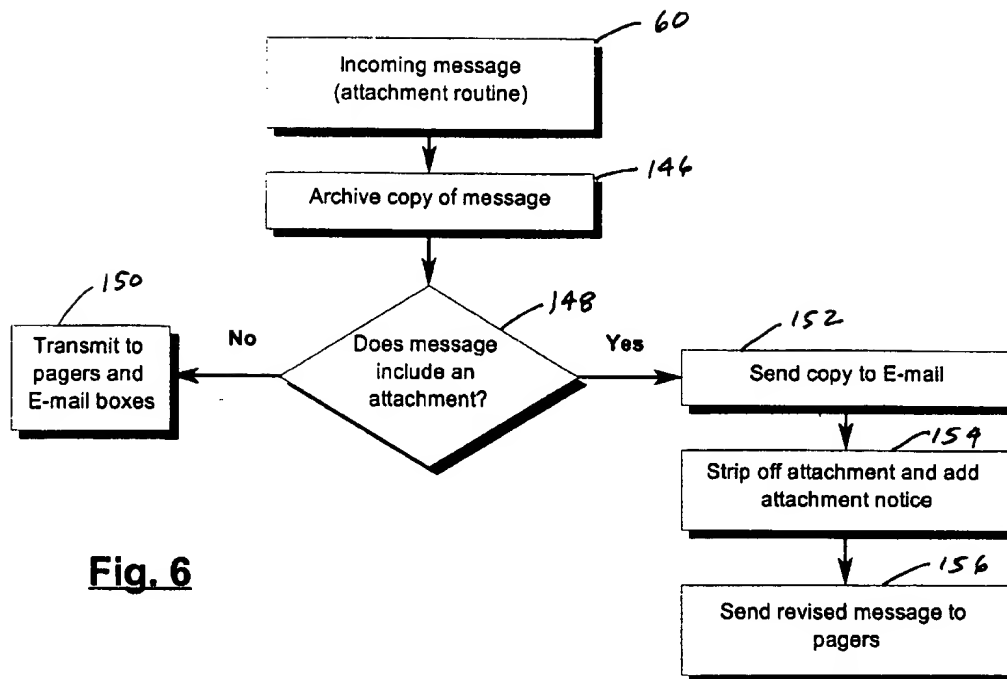 60
Incoming message
(attachment routine)
146
Archive copy of message
150
148
152
No
Yes
Transmit to
pagers and
E-mail boxes
Does message
include an
attachment?
Send copy to E-mail
154
Strip off attachment and add
attachment notice
156
Send revised message to
pagers
Fig. 6